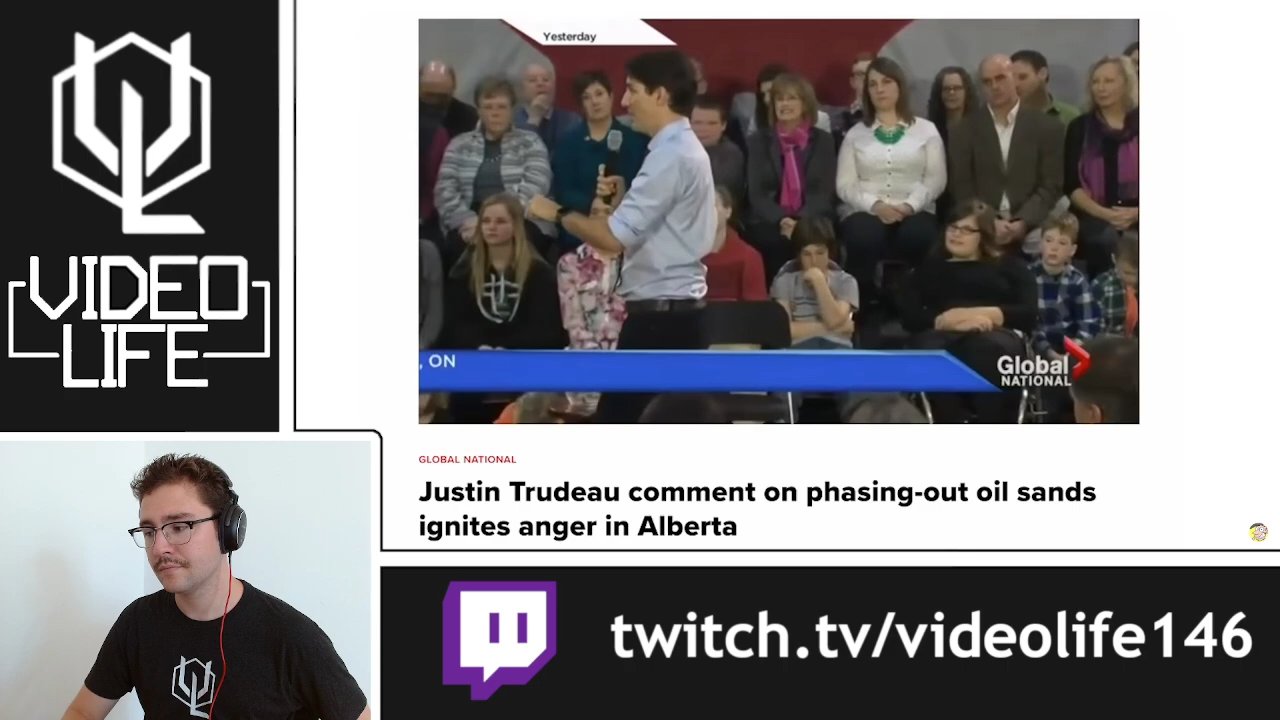 VIDEO
LIFE
Yesterday
, ON
Global
NATIONAL
GLOBAL NATIONAL
Justin Trudeau comment on phasing-out oil sands
ignites anger in Alberta
twitch.tv/videolife146